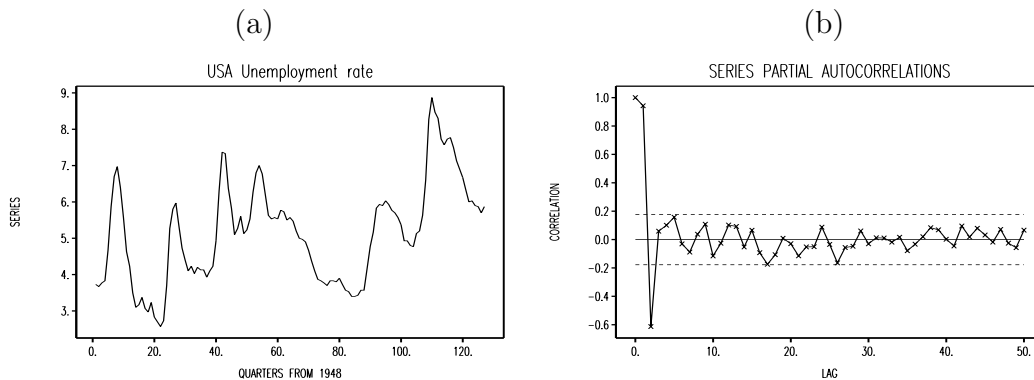 (a)
USA Unemployment rate
SERIES
9.
8.
7.
6.
5.
4.
3.
0. 20. 40. 60. 80. 100. 120.
QUARTERS FROM 1948
(b)
SERIES PARTIAL AUTOCORRELATIONS
CORRELATION
1.0
0.8
0.6
0.4
0.2
0.0
-0.2
-0.4
-0.6
0. 10. 20. 30. 40. 50.
LAG